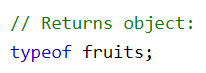 // Returns object:
typeof fruits;